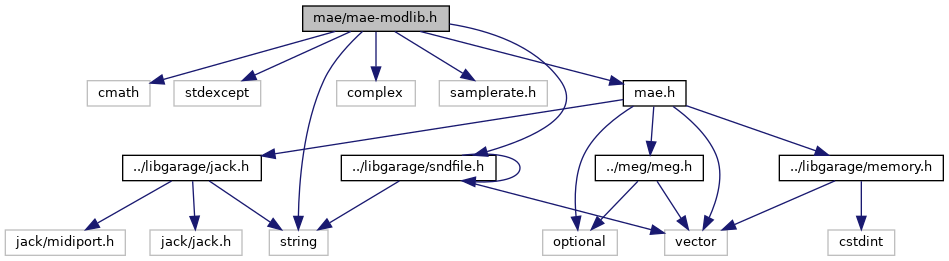 mae/mae-modlib.h
cmath
stdexcept
complex
samplerate.h
mae.h
../libgarage/jack.h
../libgarage/sndfile.h
../meg/meg.h
../libgarage/memory.h
jack/midiport.h
jack/jack.h
string
optional
vector
cstdint